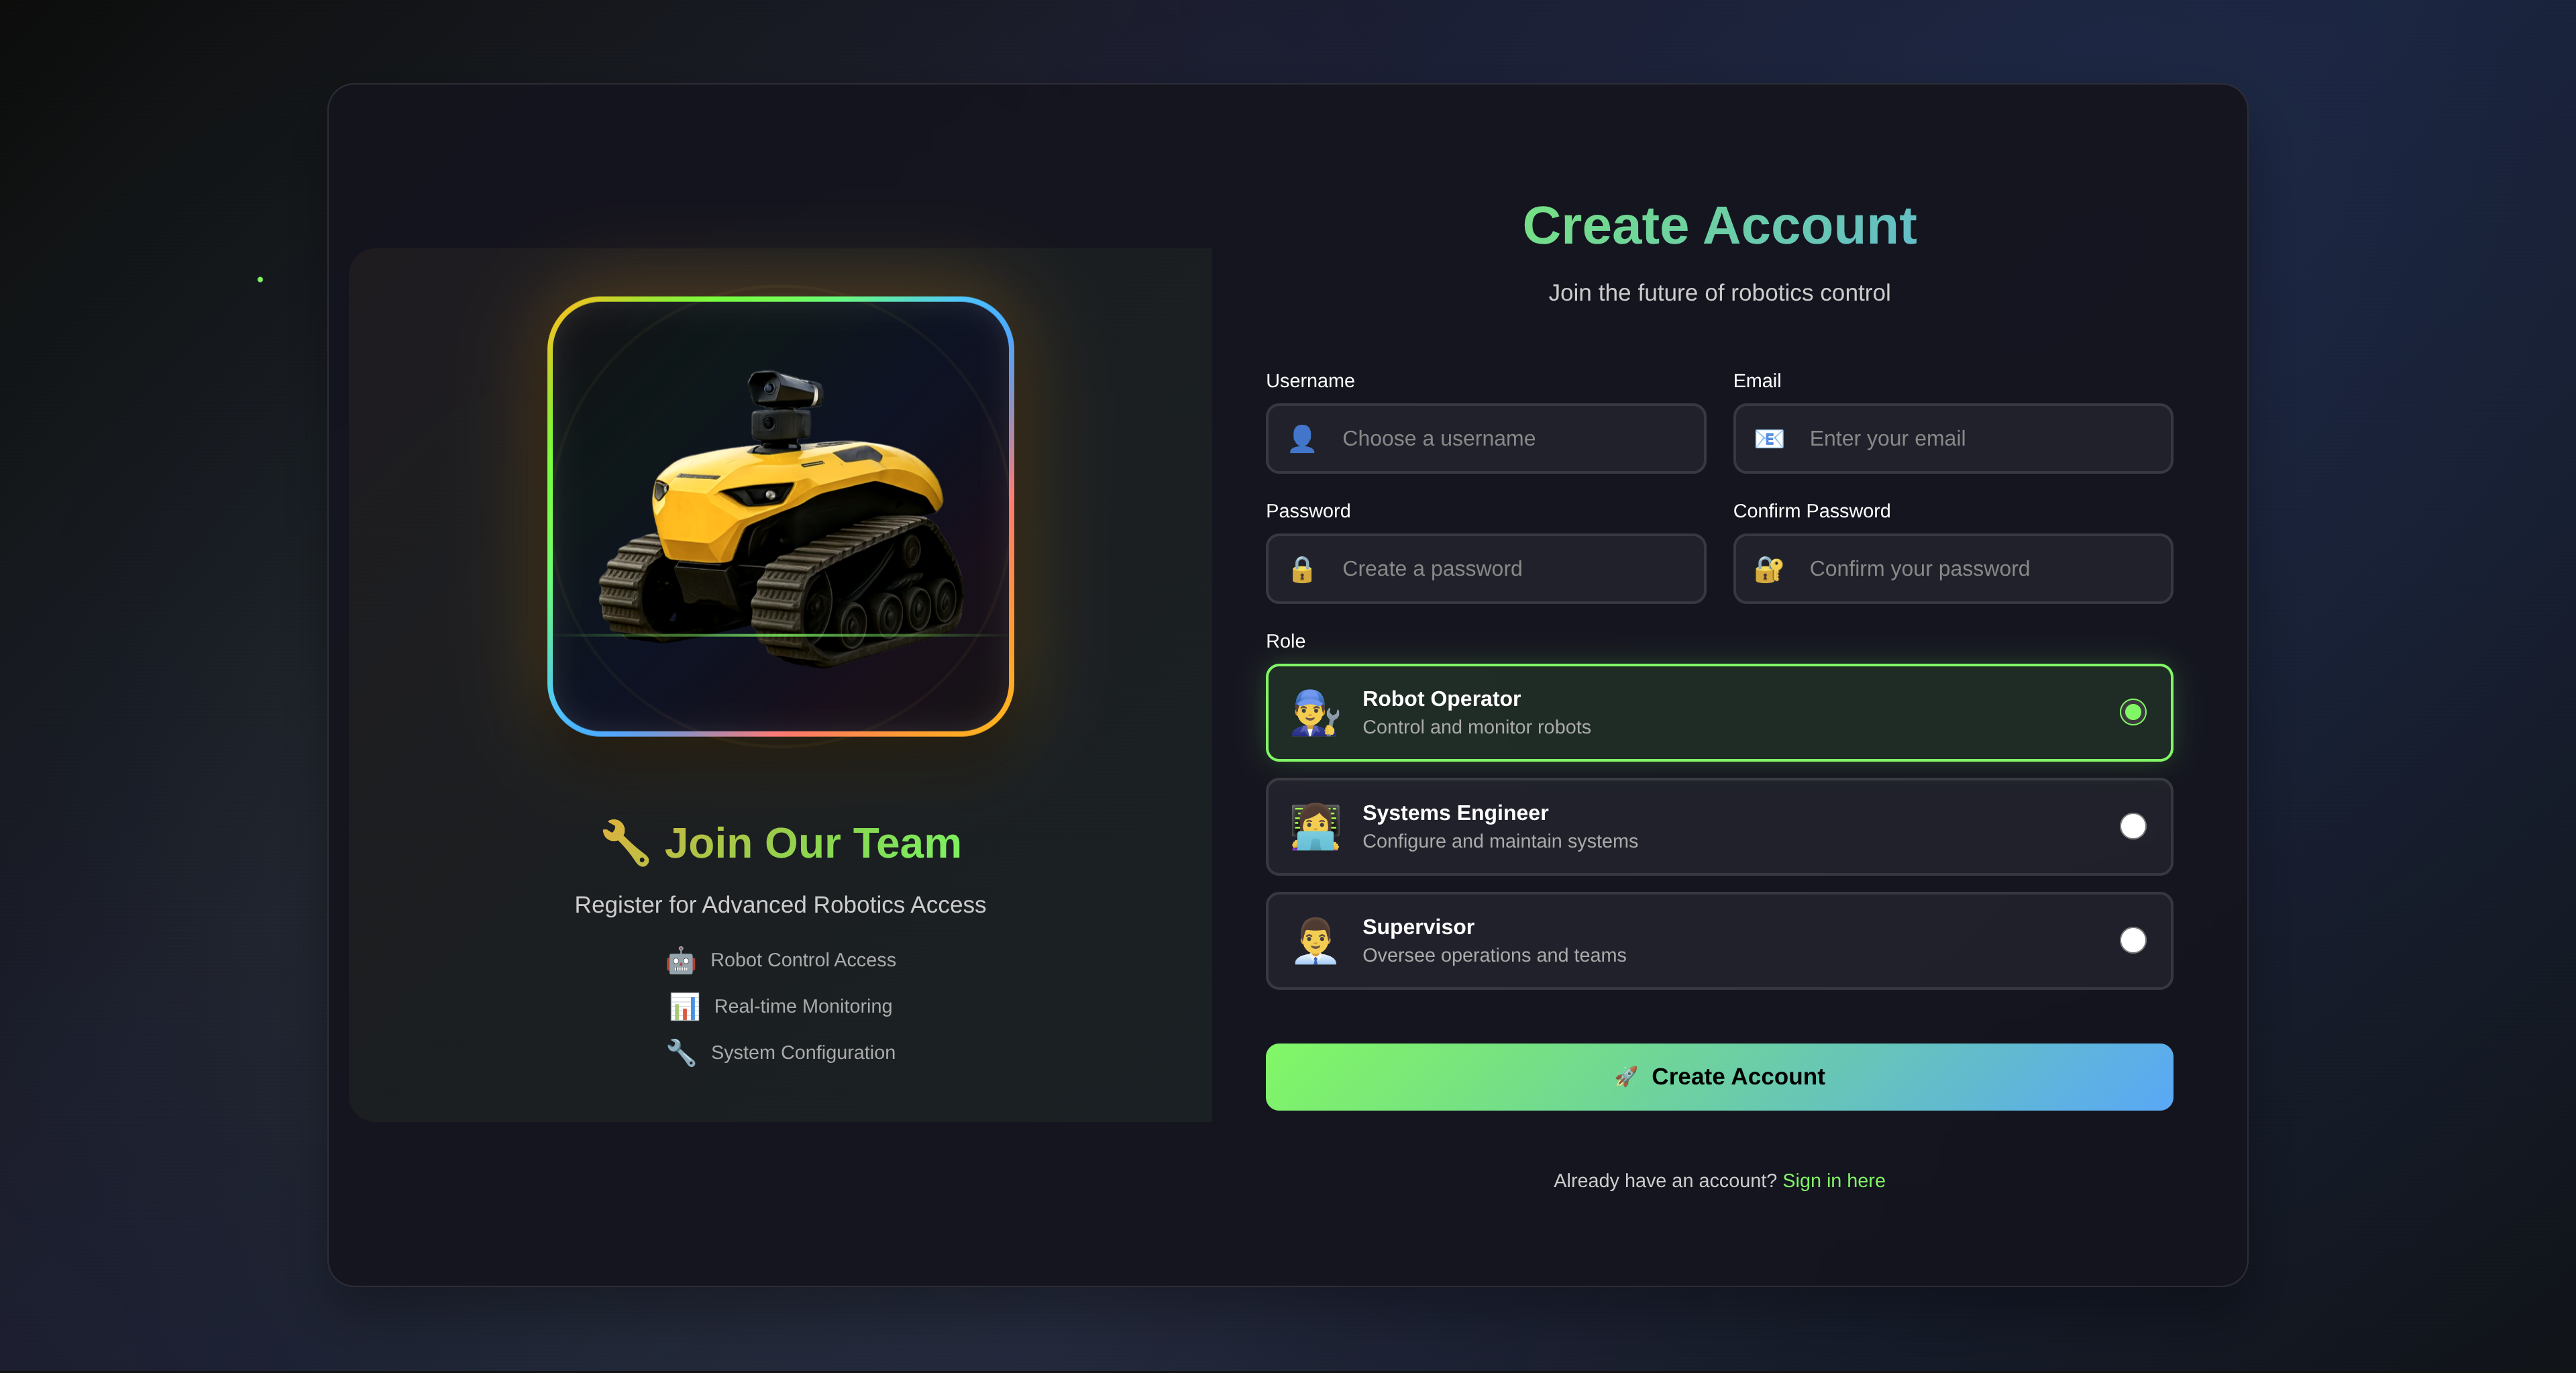 Join Our Team
Register for Advanced Robotics Access
Robot Control Access
Real-time Monitoring
System Configuration
Create Account
Join the future of robotics control
Username
Email
Choose a username
Enter your email
Password
Confirm Password
Create a password
Confirm your password
Role
Robot Operator
Control and monitor robots
Systems Engineer
Configure and maintain systems
Supervisor
Oversee operations and teams
Create Account
Already have an account? Sign in here